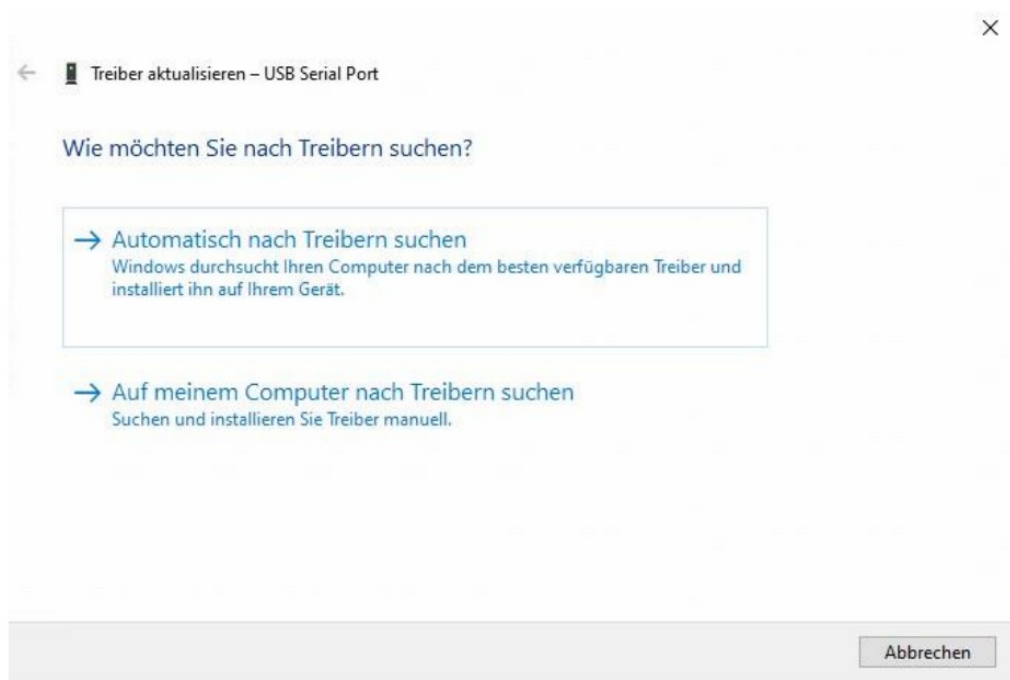 Treiber aktualisieren – USB Serial Port
Wie möchten Sie nach Treibern suchen?
Automatisch nach Treibern suchen
Windows durchsucht Ihren Computer nach dem besten verfügbaren Treiber und
installiert ihn auf Ihrem Gerät.
Auf meinem Computer nach Treibern suchen
Suchen und installieren Sie Treiber manuell.
Abbrechen